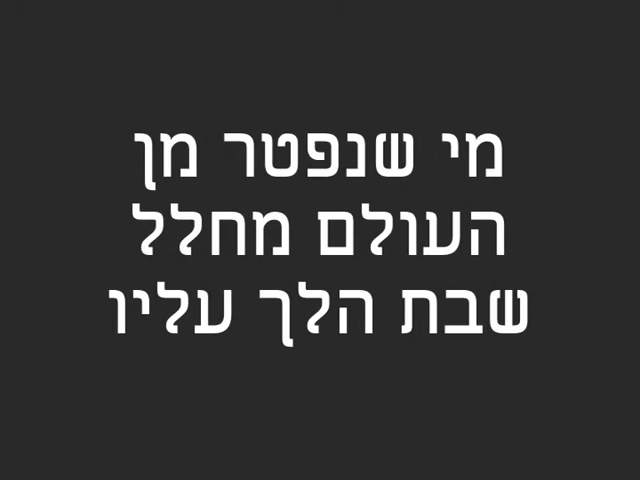 מי שנפטר מן
העולם מחלל
שבת הלך עליו